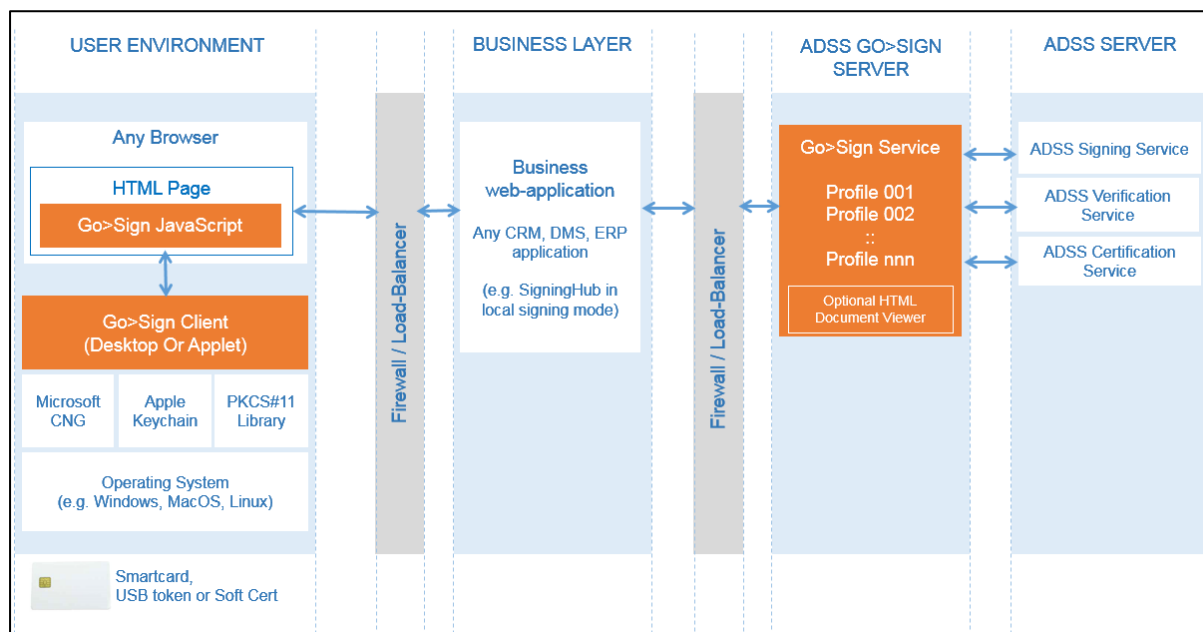 USER ENVIRONMENT
Any Browser
HTML Page
Go>Sign JavaScript
Go>Sign Client
(Desktop Or Applet)
Microsoft
CNG
Apple
Keychain
PKCS#11
Library
Operating System
(e.g. Windows, MacOS, Linux)
Smartcard,
USB token or Soft Cert
Firewall / Load-Balancer
BUSINESS LAYER
Business
web-application
Any CRM, DMS, ERP
application
(e.g. SigningHub in
local signing mode)
Firewall / Load-Balancer
ADSS GO>SIGN
SERVER
Go>Sign Service
Profile 001
Profile 002
::
Profile nnn
Optional HTML
Document Viewer
ADSS SERVER
ADSS Signing Service
ADSS Verification
Service
ADSS Certification
Service